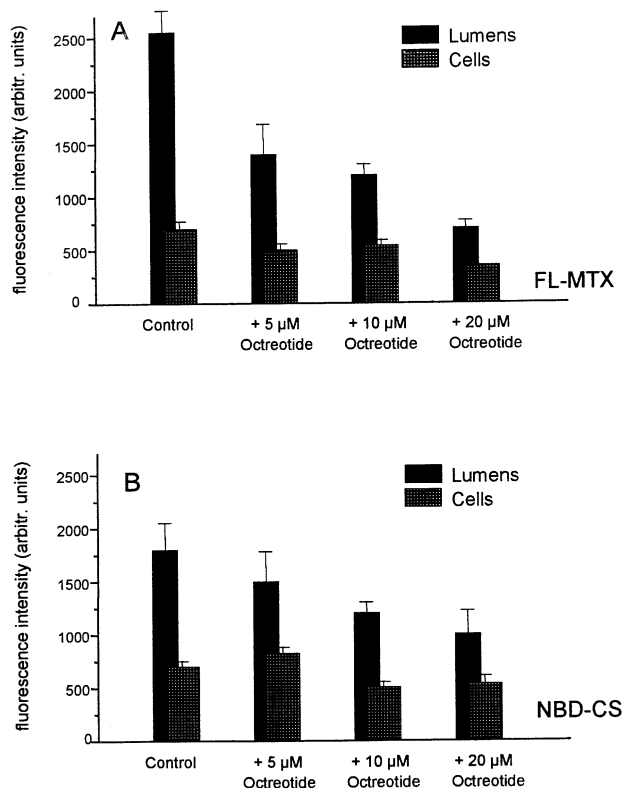 A
Lumens
Cells
fluorescence intensity (arbitr. units)
2500
2000
1500
1000
500
0
FL-MTX
Control
+ 5 µM
Octreotide
+ 10 µM
Octreotide
+ 20 µM
Octreotide
B
Lumens
Cells
fluorescence intensity (arbitr. units)
2500
2000
1500
1000
500
0
NBD-CS
Control
+ 5 µM
Octreotide
+ 10 µM
Octreotide
+ 20 µM
Octreotide